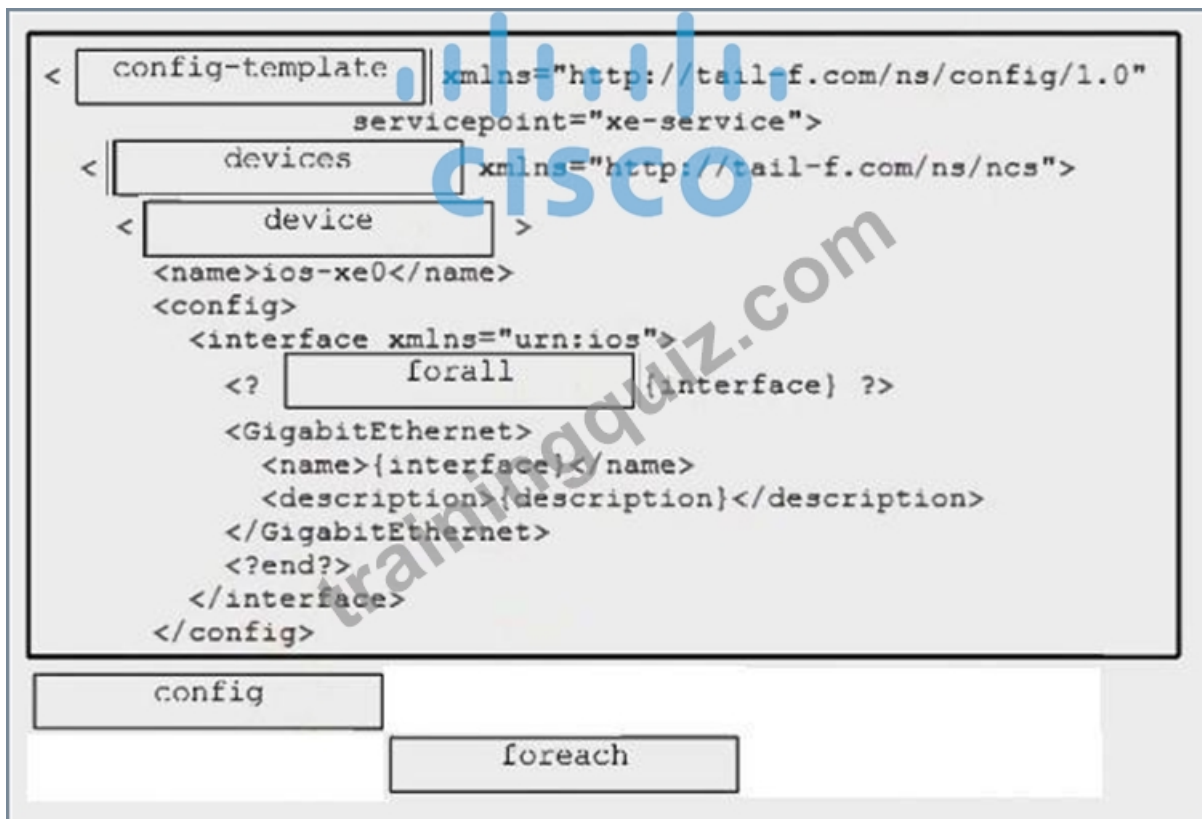 < config-template xmlns="http://tail-f.com/ns/config/1.0"
servicepoint="xe-service">
< devices xmlns="http://tail-f.com/ns/ncs">
< device >
<name>ios-xe0</name>
<config>
<interface xmlns="urn:ios">
<? forall {interface} ?>
<GigabitEthernet>
<name>{interface}</name>
<description>{description}</description>
</GigabitEthernet>
<?end?>
</interface>
</config>
config
foreach
CISCO
trainingquiz.com